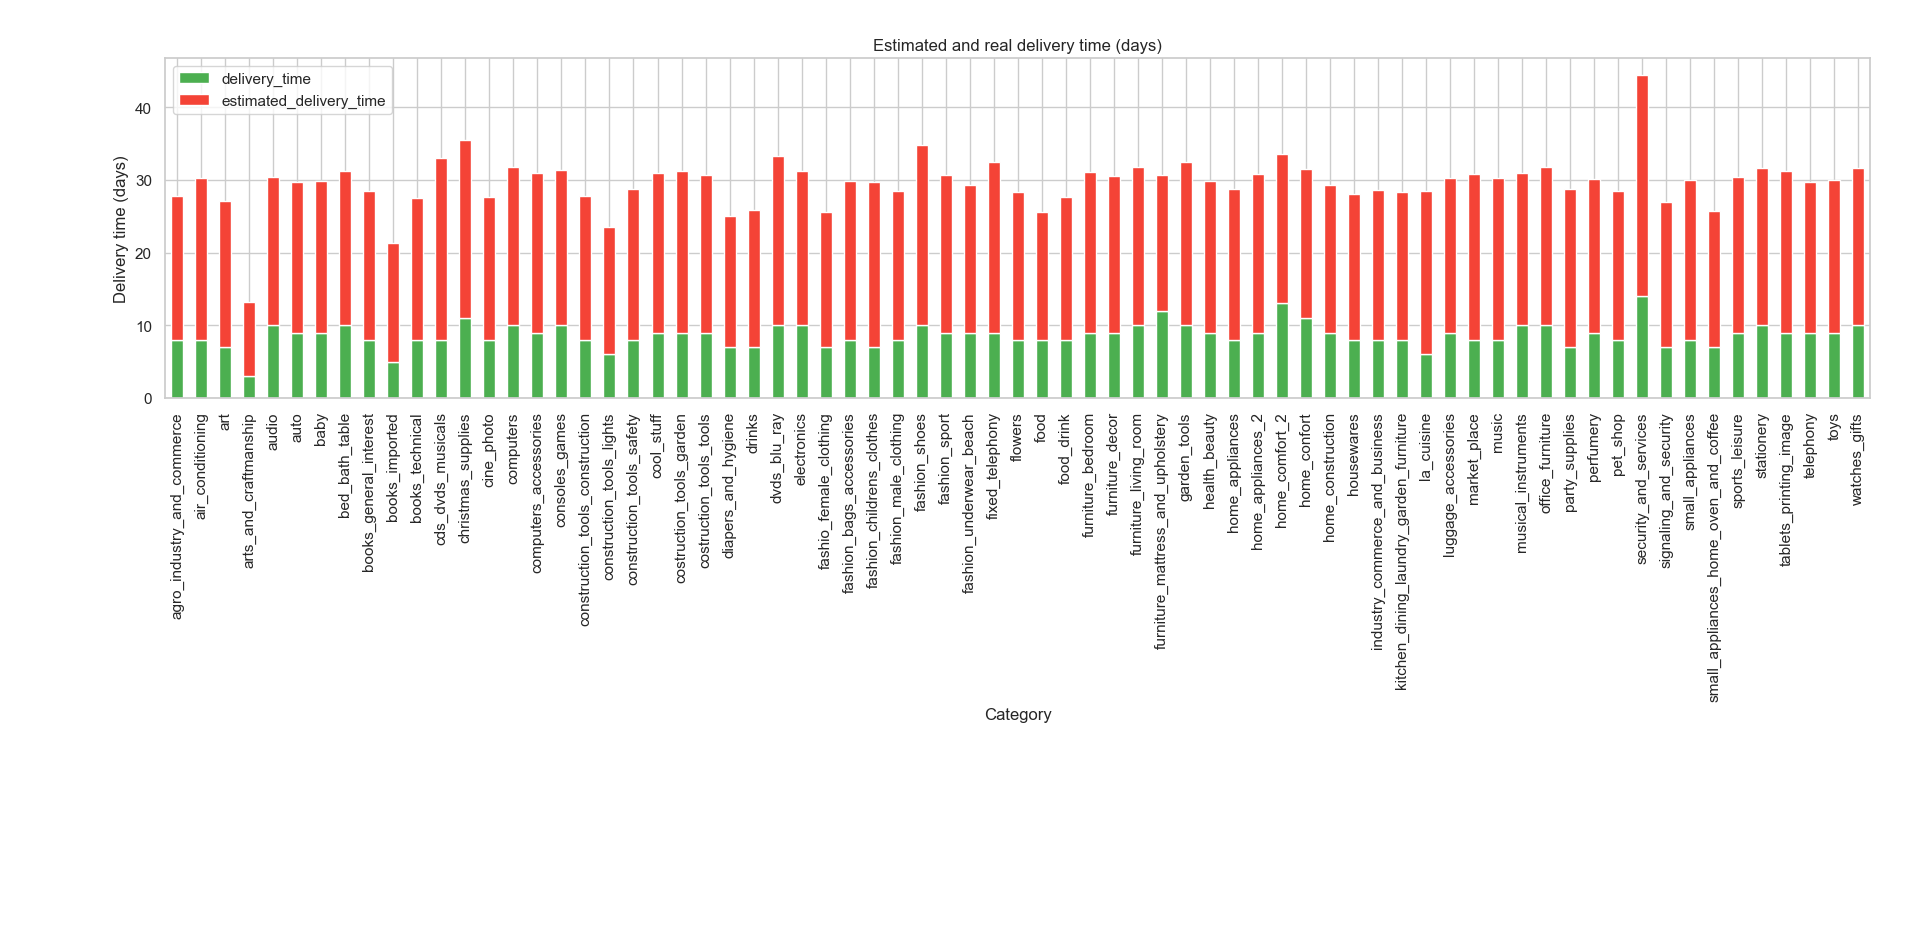 Estimated and real delivery time (days)
delivery_time
estimated_delivery_time
Delivery time (days)
40
30
20
10
0
agro_industry_and_commerce
air_conditioning
art
arts_and_craftmanship
audio
auto
baby
bed_bath_table
books_general_interest
books_imported
books_technical
cds_dvds_musicals
christmas_supplies
cine_photo
computers
computers_accessories
consoles_games
construction_tools_construction
construction_tools_lights
construction_tools_safety
cool_stuff
costruction_tools_garden
costruction_tools_tools
diapers_and_hygiene
drinks
dvds_blu_ray
electronics
fashio_female_clothing
fashion_bags_accessories
fashion_childrens_clothes
fashion_male_clothing
fashion_shoes
fashion_sport
fashion_underwear_beach
fixed_telephony
flowers
food
food_drink
furniture_bedroom
furniture_decor
furniture_living_room
furniture_mattress_and_upholstery
garden_tools
health_beauty
home_appliances
home_appliances_2
home_comfort_2
home_confort
home_construction
housewares
industry_commerce_and_business
kitchen_dining_laundry_garden_furniture
la_cuisine
luggage_accessories
market_place
music
musical_instruments
office_furniture
party_supplies
perfumery
pet_shop
security_and_services
signaling_and_security
small_appliances
small_appliances_home_oven_and_coffee
sports_leisure
stationery
tablets_printing_image
telephony
toys
watches_gifts
Category